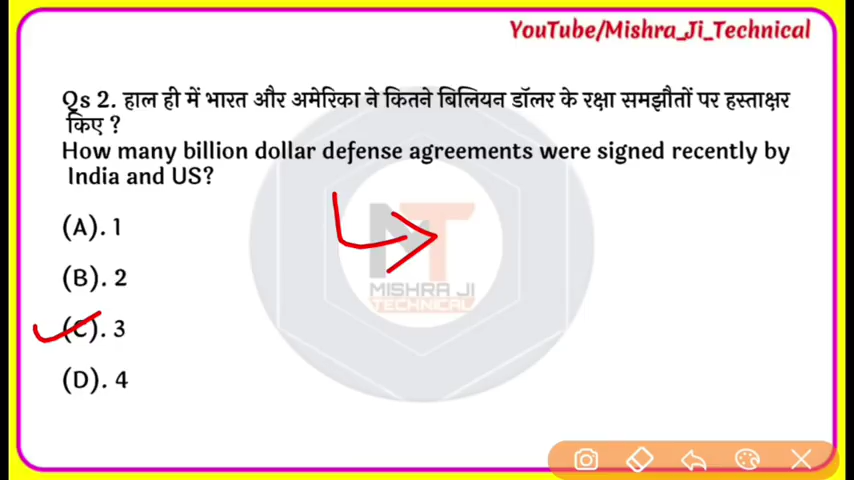 YouTube/Mishra_Ji_Technical
Qs 2. हाल ही में भारत और अमेरिका ने कितने बिलियन डॉलर के रक्षा समझौतों पर हस्ताक्षर
किए ?
How many billion dollar defense agreements were signed recently by
India and US?
(A). 1
(B). 2
(C). 3
(D). 4
MT
MISHRA JI
TECHNICAL